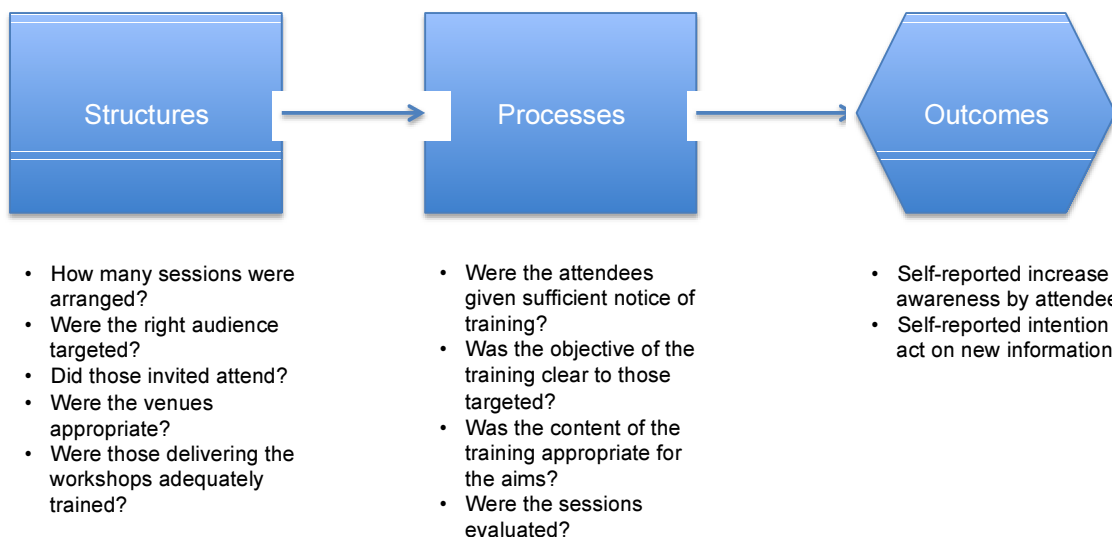 Structures
Processes
Outcomes
• How many sessions were
arranged?
• Were the right audience
targeted?
• Did those invited attend?
• Were the venues
appropriate?
• Were those delivering the
workshops adequately
trained?
• Were the attendees
given sufficient notice of
training?
• Was the objective of the
training clear to those
targeted?
• Was the content of the
training appropriate for
the aims?
• Were the sessions
evaluated?
• Self-reported increase
awareness by
• Self-reported intention
act on new information